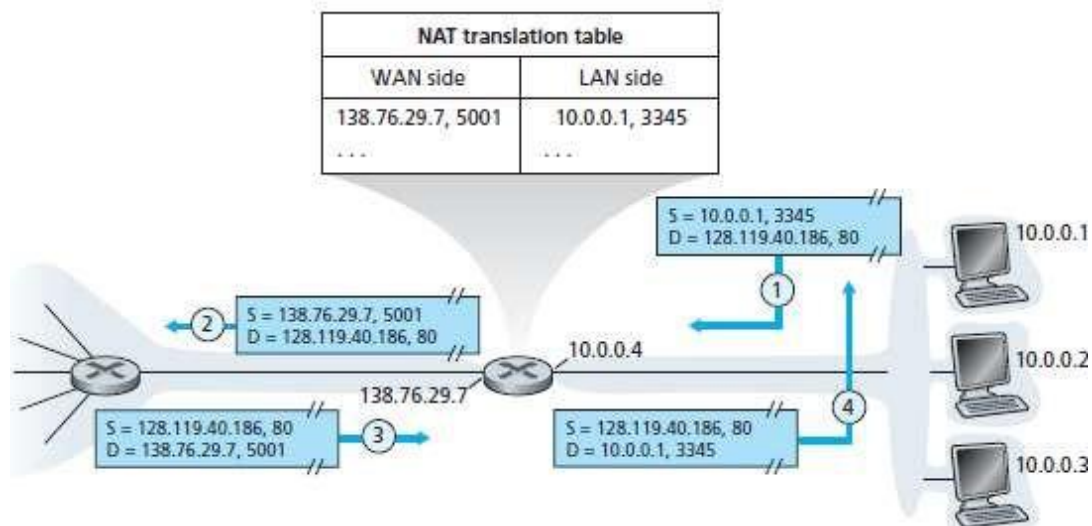 NAT translation table
WAN side LAN side
138.76.29.7, 5001 10.0.0.1, 3345
. . . . . .
S = 10.0.0.1, 3345
D = 128.119.40.186, 80
10.0.0.1
1
2
S = 138.76.29.7, 5001
D = 128.119.40.186, 80
10.0.0.4
10.0.0.2
138.76.29.7
S = 128.119.40.186, 80
D = 138.76.29.7, 5001
3
S = 128.119.40.186, 80
D = 10.0.0.1, 3345
4
10.0.0.3